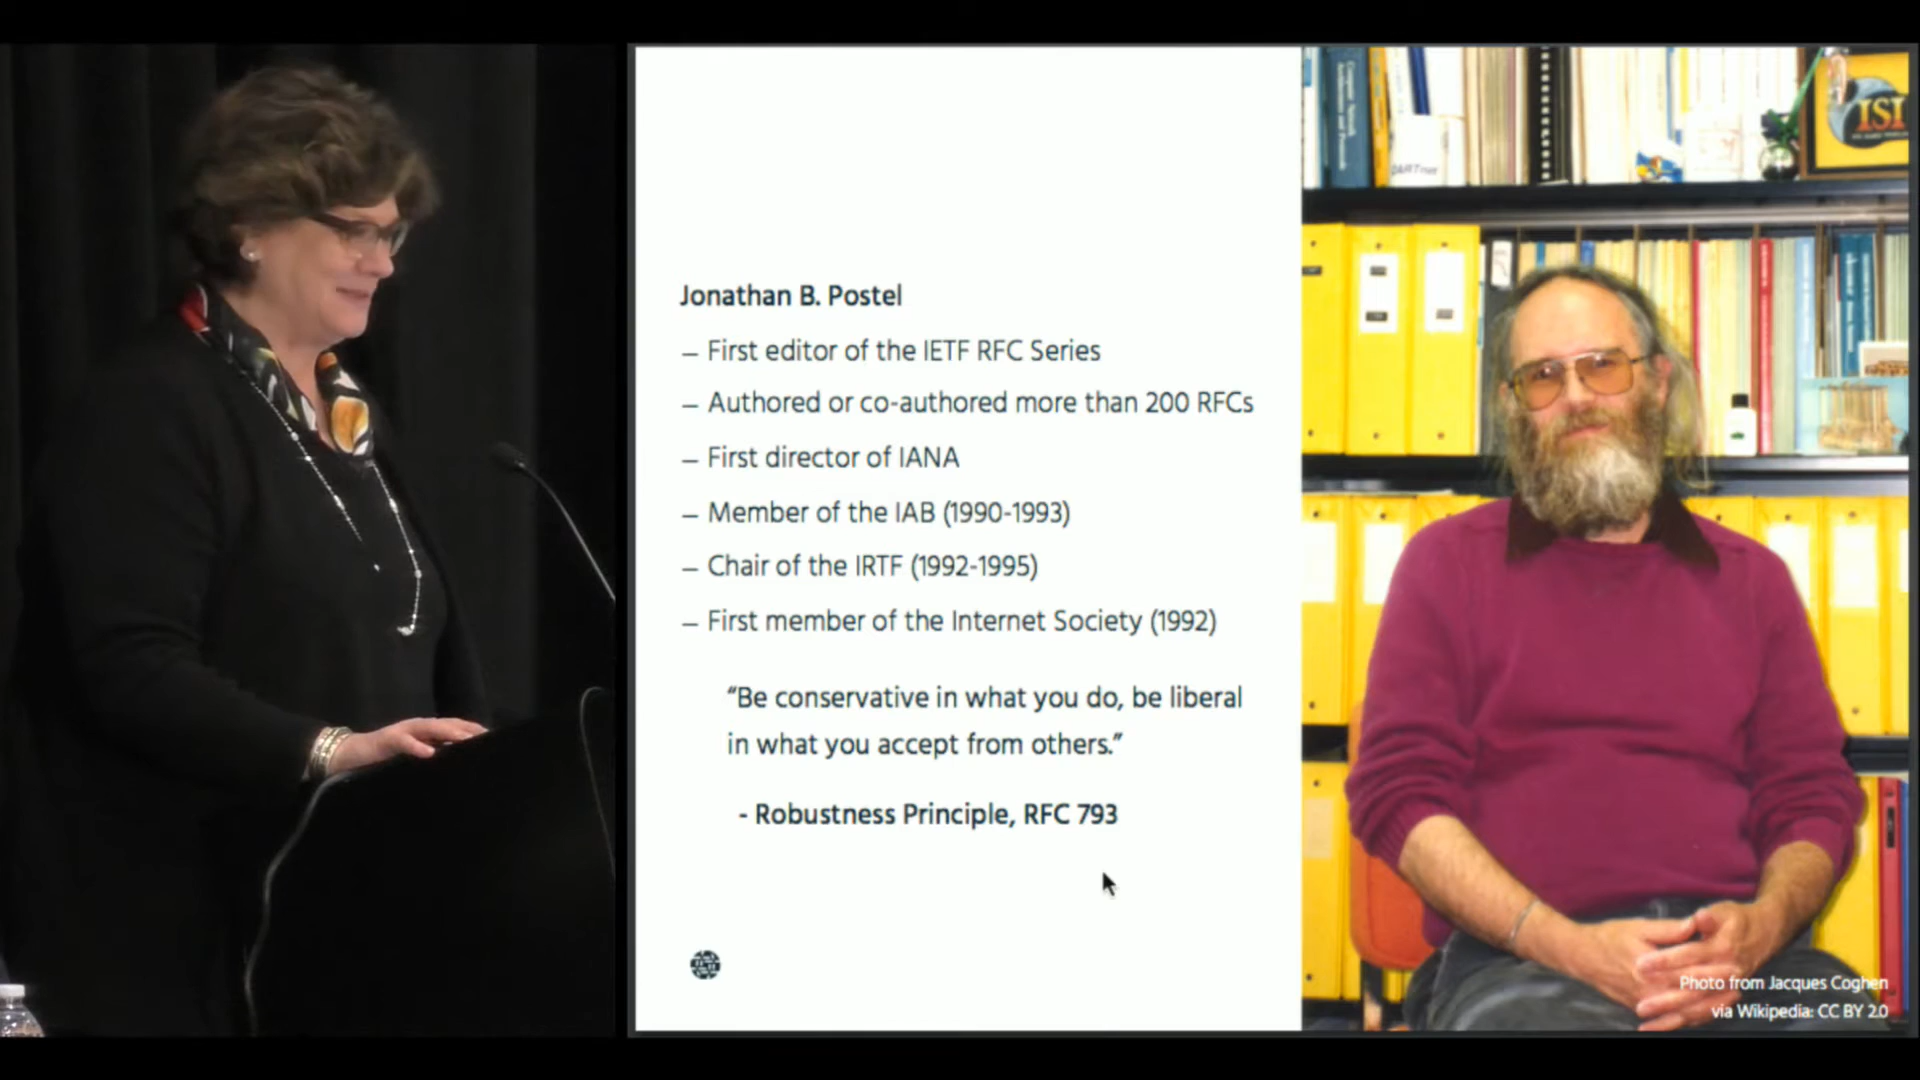 Jonathan B. Postel
– First editor of the IETF RFC Series
– Authored or co-authored more than 200 RFCs
– First director of IANA
– Member of the IAB (1990-1993)
– Chair of the IRTF (1992-1995)
– First member of the Internet Society (1992)
“Be conservative in what you do, be liberal
in what you accept from others.”
- Robustness Principle, RFC 793
ISI
Photo from Jacques Coghen
via Wikipedia: CC BY 2.0